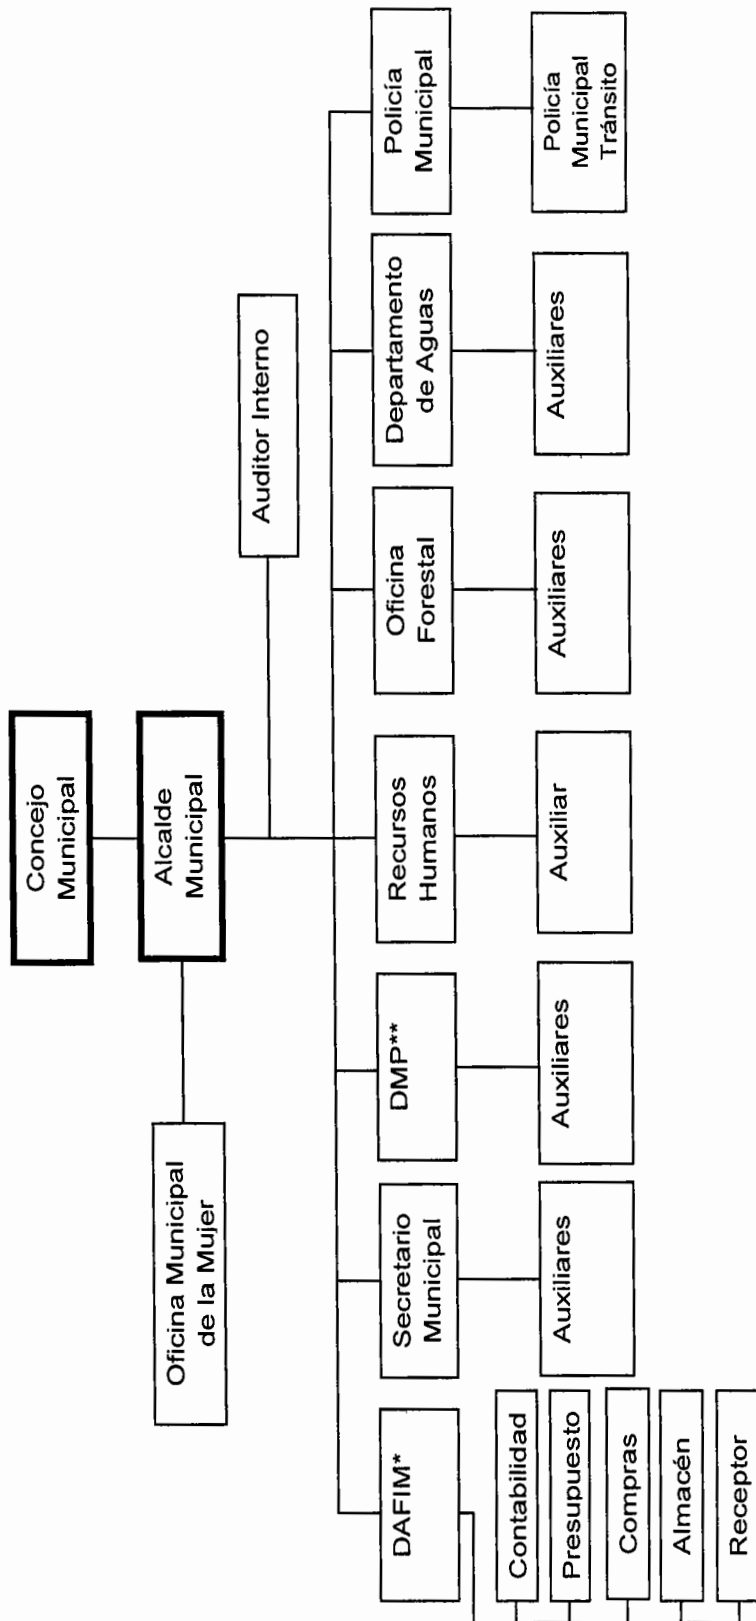 Concejo
Municipal
Alcalde
Municipal
Oficina Municipal
de la Mujer
Auditor Interno
DAFIM*
Secretario
Municipal
DMP**
Recursos
Humanos
Oficina
Forestal
Departamento
de Aguas
Policía
Municipal
Contabilidad
Presupuesto
Compras
Almacén
Receptor
Auxiliares
Auxiliares
Auxiliar
Auxiliares
Auxiliares
Policía
Municipal
Tránsito